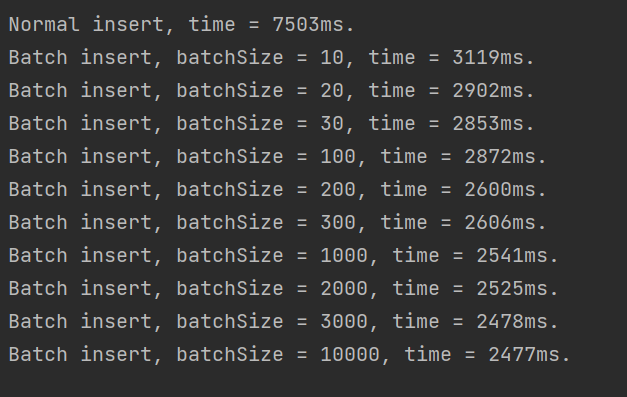 Normal insert, time = 7503ms.
Batch insert, batchSize = 10, time = 3119ms.
Batch insert, batchSize = 20, time = 2902ms.
Batch insert, batchSize = 30, time = 2853ms.
Batch insert, batchSize = 100, time = 2872ms.
Batch insert, batchSize = 200, time = 2600ms.
Batch insert, batchSize = 300, time = 2606ms.
Batch insert, batchSize = 1000, time = 2541ms.
Batch insert, batchSize = 2000, time = 2525ms.
Batch insert, batchSize = 3000, time = 2478ms.
Batch insert, batchSize = 10000, time = 2477ms.